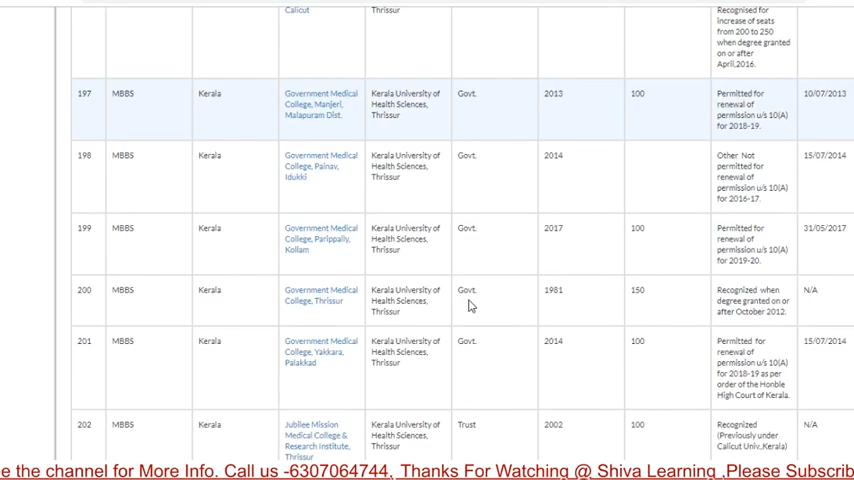 Calicut Thrissur Recognised for
increase of seats
from 200 to 250
when degree granted
on or after
April,2016.
197 MBBS Kerala Government Medical Kerala University of Govt. 2013 100 Permitted for 10/07/2013
College, Manjeri, Health Sciences, renewal of
Malapuram Dist. Thrissur permission u/s 10(A)
for 2018-19.
198 MBBS Kerala Government Medical Kerala University of Govt. 2014 Other Not 15/07/2014
College, Painav, Health Sciences, permitted for
Idukki Thrissur renewal of
permission u/s 10(A)
for 2016-17.
199 MBBS Kerala Government Medical Kerala University of Govt. 2017 100 Permitted for 31/05/2017
College, Parippally, Health Sciences, renewal of
Kollam Thrissur permission u/s 10(A)
for 2019-20.
200 MBBS Kerala Government Medical Kerala University of Govt. 1981 150 Recognized when N/A
College, Thrissur Health Sciences, degree granted on or
Thrissur after October 2012.
201 MBBS Kerala Government Medical Kerala University of Govt. 2014 100 Permitted for 15/07/2014
College, Yakkara, Health Sciences, renewal of
Palakkad Thrissur permission u/s 10(A)
for 2018-19 as per
order of the Honble
High Court of Kerala.
202 MBBS Kerala Jubilee Mission Kerala University of Trust 2002 100 Recognized N/A
Medical College & Health Sciences, (Previously under
Research Institute, Thrissur Calicut Univ.,Kerala)
Thrissur
e the channel for More Info. Call us -6307064744, Thanks For Watching @ Shiva Learning ,Please Subscrib